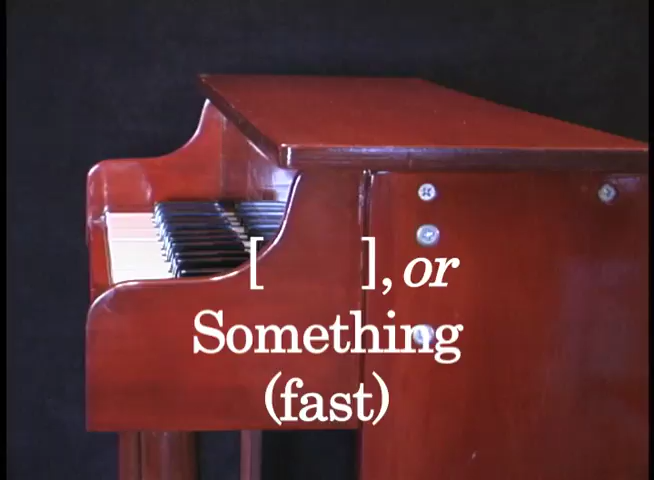 [ ], or
Something
(fast)